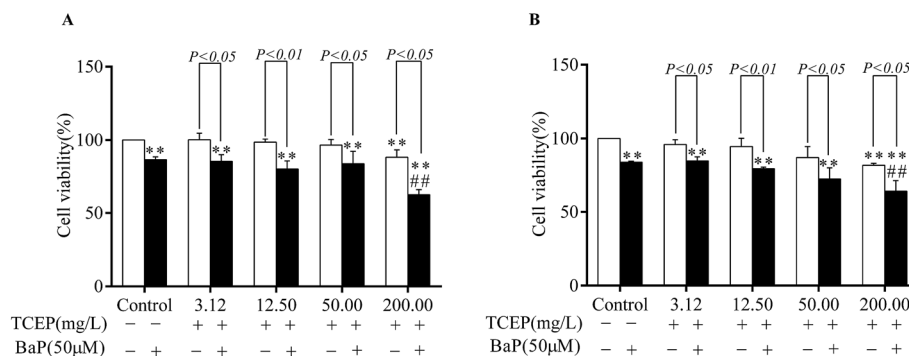 A
P<0.05 P<0.01 P<0.05 P<0.05
150
100
50
0
Cell viability(%)
** ** ** ** ** **
##
Control 3.12 12.50 50.00 200.00
TCEP(mg/L) − − + + + + + + + +
BaP(50μM) − + − + − + − + − +
B
P<0.05 P<0.01 P<0.05 P<0.05
150
100
50
0
Cell viability(%)
** ** ** ** ** **
##
Control 3.12 12.50 50.00 200.00
TCEP(mg/L) − − + + + + + + + +
BaP(50μM) − + − + − + − + − +